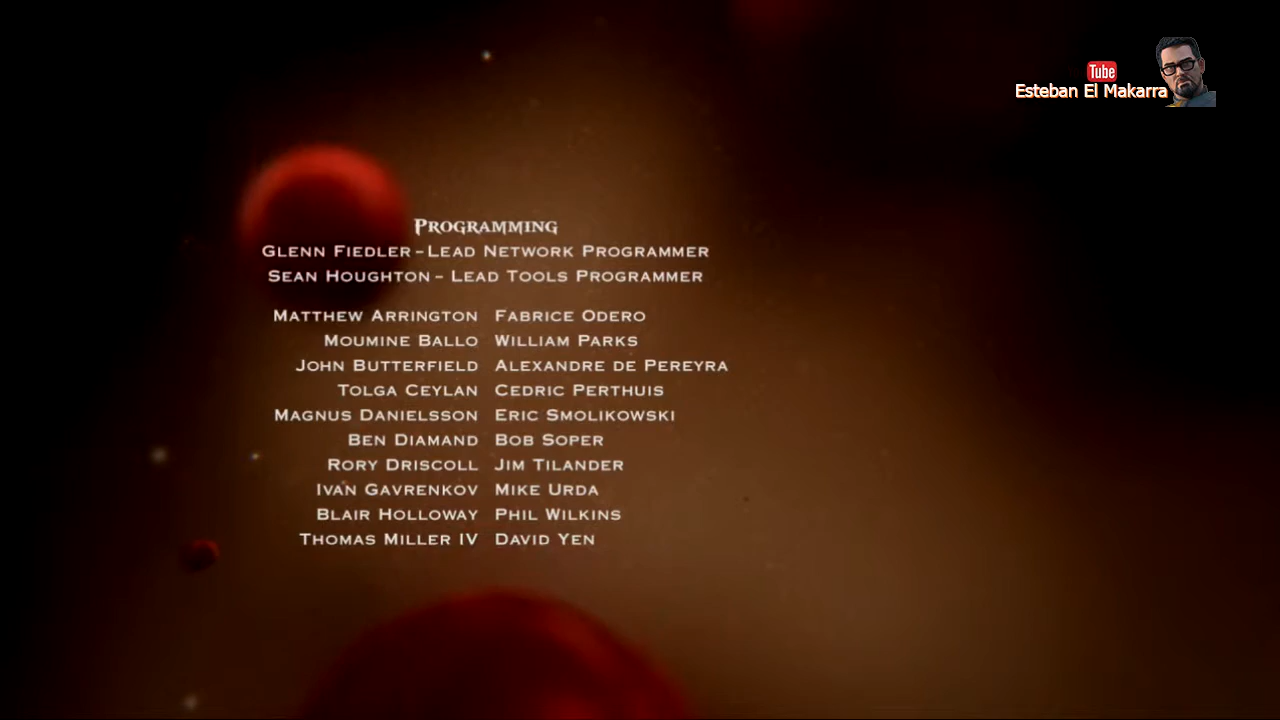 Tube
Esteban El Makarra
PROGRAMMING
GLENN FIEDLER - LEAD NETWORK PROGRAMMER
SEAN HOUGHTON - LEAD TOOLS PROGRAMMER
MATTHEW ARRINGTON FABRICE ODERO
MOUMINE BALLO WILLIAM PARKS
JOHN BUTTERFIELD ALEXANDRE DE PEREYRA
TOLGA CEYLAN CEDRIC PERTHUIS
MAGNUS DANIELSSON ERIC SMOLIKOWSKI
BEN DIAMAND BOB SOPER
RORY DRISCOLL JIM TILANDER
IVAN GAVRENKOV MIKE URDA
BLAIR HOLLOWAY PHIL WILKINS
THOMAS MILLER IV DAVID YEN